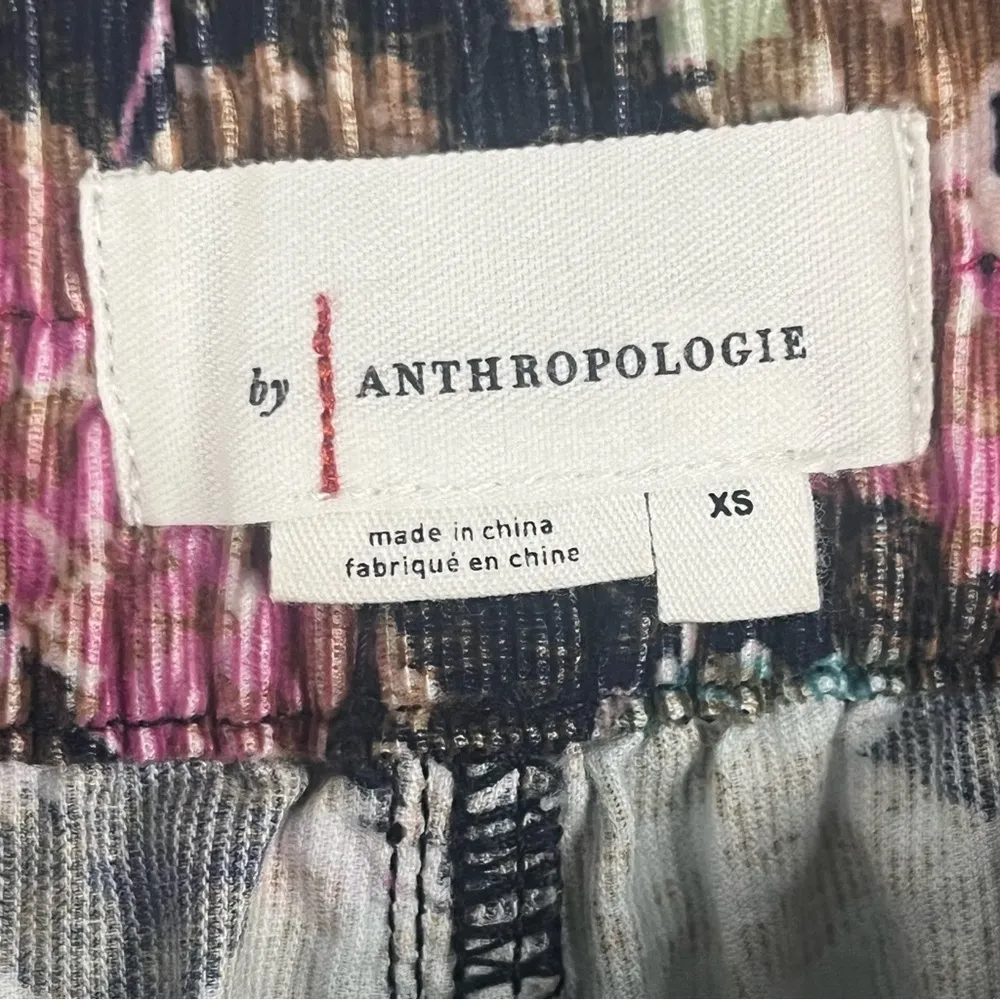 by | ANTHROPOLOGIE
XS
made in china
fabriqué en chine